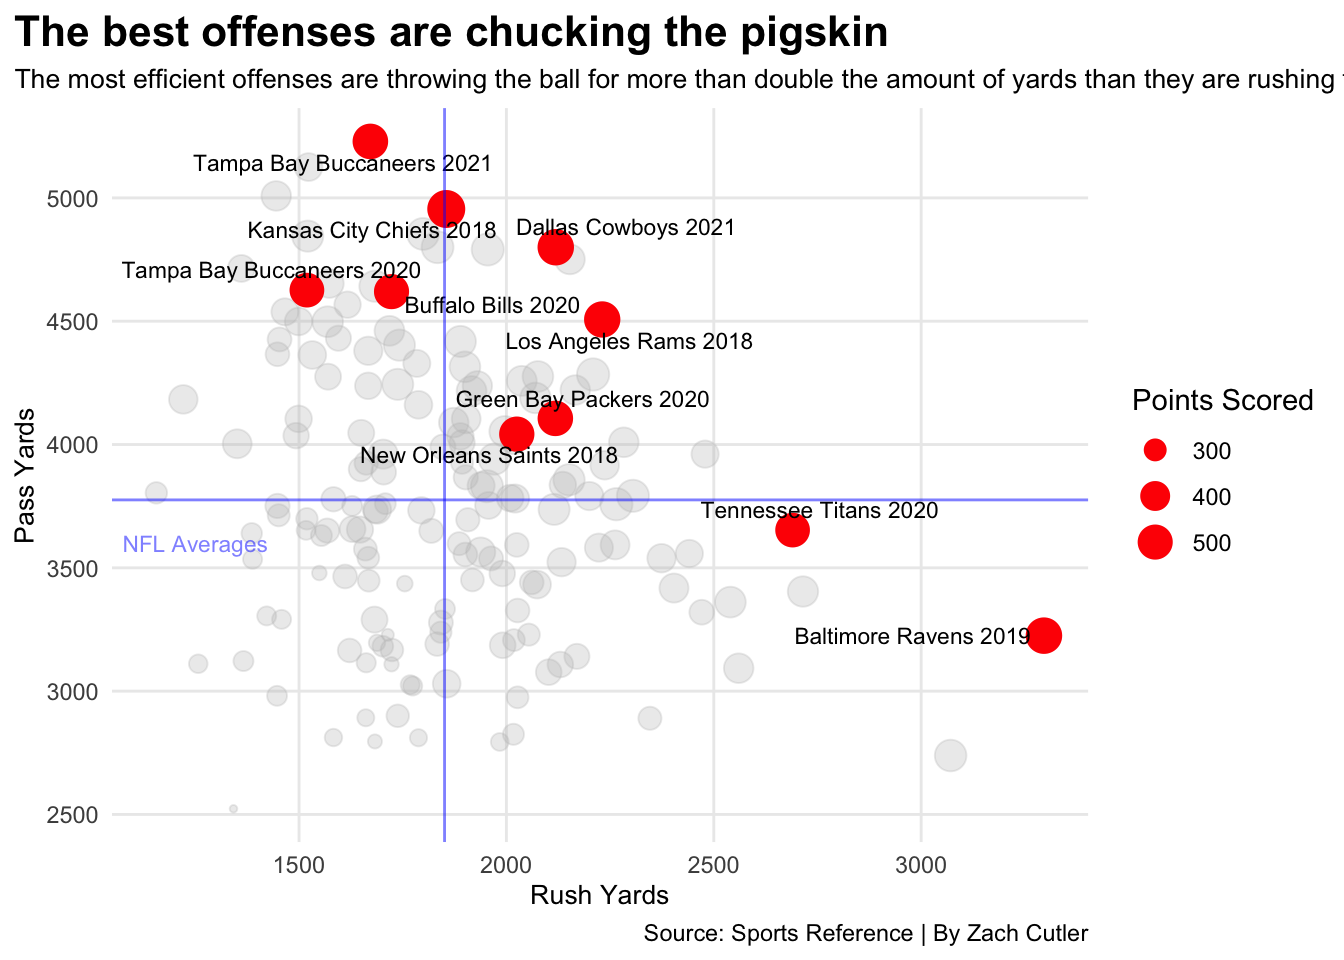 The best offenses are chucking the pigskin
The most efficient offenses are throwing the ball for more than double the amount of yards than they are rushing
Pass Yards
5000
4500
4000
3500
3000
2500
Tampa Bay Buccaneers 2021
Kansas City Chiefs 2018
Dallas Cowboys 2021
Tampa Bay Buccaneers 2020
Buffalo Bills 2020
Los Angeles Rams 2018
Green Bay Packers 2020
New Orleans Saints 2018
Tennessee Titans 2020
NFL Averages
Baltimore Ravens 2019
1500 2000 2500 3000
Rush Yards
Points Scored
300
400
500
Source: Sports Reference | By Zach Cutler